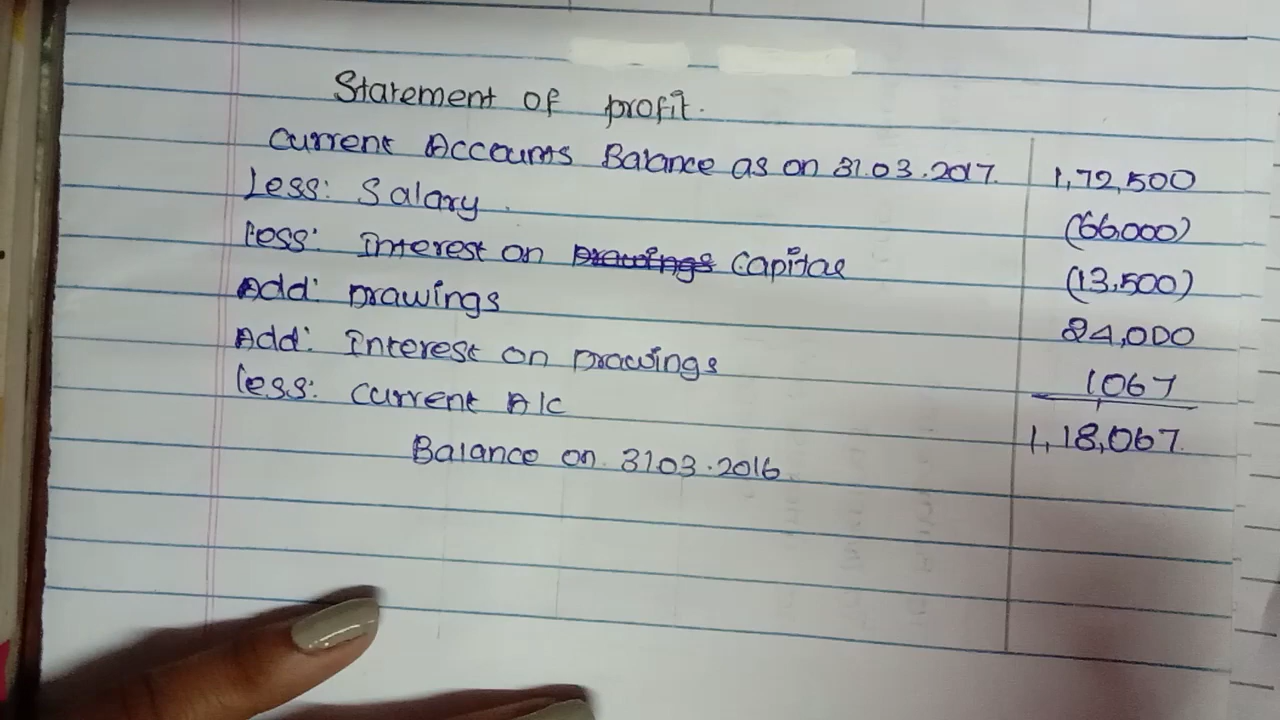 Statement of profit.
Current Accounts Balance as on 31.03.2017. 1,72,500
Less: Salary. (66,000)
Less: Interest on Drawings Capital (13,500)
Add: Drawings 24,000
Add: Interest on Drawings 1067
Less: Current A/C 1,18,067.
Balance on 31.03.2016.